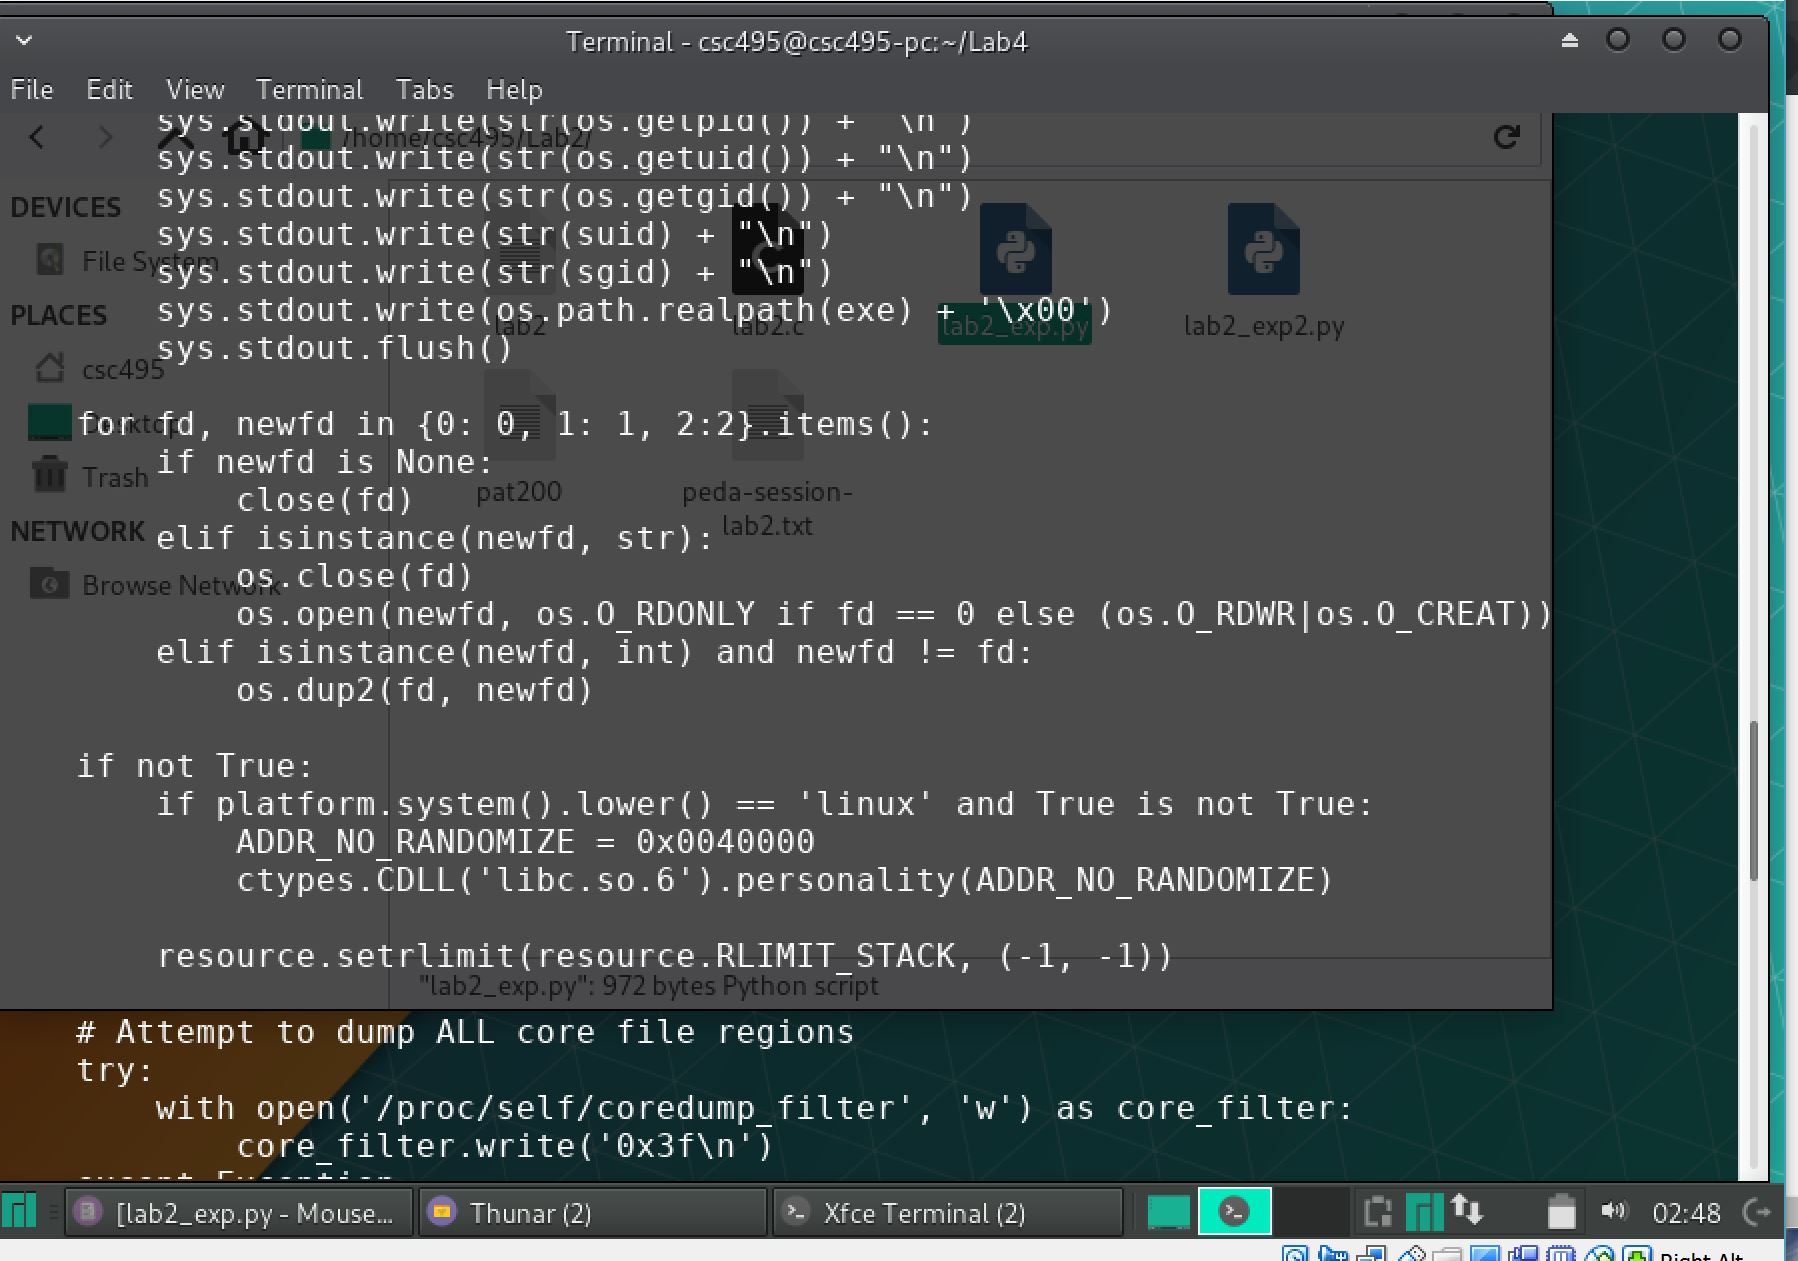 Terminal - csc495@csc495-pc:~/Lab4
File Edit View Terminal Tabs Help
/home/csc495/Lab2/
sys.stdout.write(str(os.getpid()) + "\n")
sys.stdout.write(str(os.getuid()) + "\n")
sys.stdout.write(str(os.getgid()) + "\n")
sys.stdout.write(str(suid) + "\n")
sys.stdout.write(str(sgid) + "\n")
sys.stdout.write(os.path.realpath(exe) + '\x00')
sys.stdout.flush()
for fd, newfd in {0: 0, 1: 1, 2:2}.items():
if newfd is None:
close(fd)
elif isinstance(newfd, str):
os.close(fd)
os.open(newfd, os.O_RDONLY if fd == 0 else (os.O_RDWR|os.O_CREAT))
elif isinstance(newfd, int) and newfd != fd:
os.dup2(fd, newfd)
if not True:
if platform.system().lower() == 'linux' and True is not True:
ADDR_NO_RANDOMIZE = 0x0040000
ctypes.CDLL('libc.so.6').personality(ADDR_NO_RANDOMIZE)
resource.setrlimit(resource.RLIMIT_STACK, (-1, -1))
# Attempt to dump ALL core file regions
try:
with open('/proc/self/coredump_filter', 'w') as core_filter:
core_filter.write('0x3f\n')
except Exception
DEVICES
File System
PLACES
csc495
Desktop
Trash
NETWORK
Browse Network
lab2
lab2.c
lab2_exp.py
lab2_exp2.py
pat200
peda-session-
lab2.txt
"lab2_exp.py": 972 bytes Python script
[lab2_exp.py - Mouse...
Thunar (2)
Xfce Terminal (2)
02:48
Right Alt